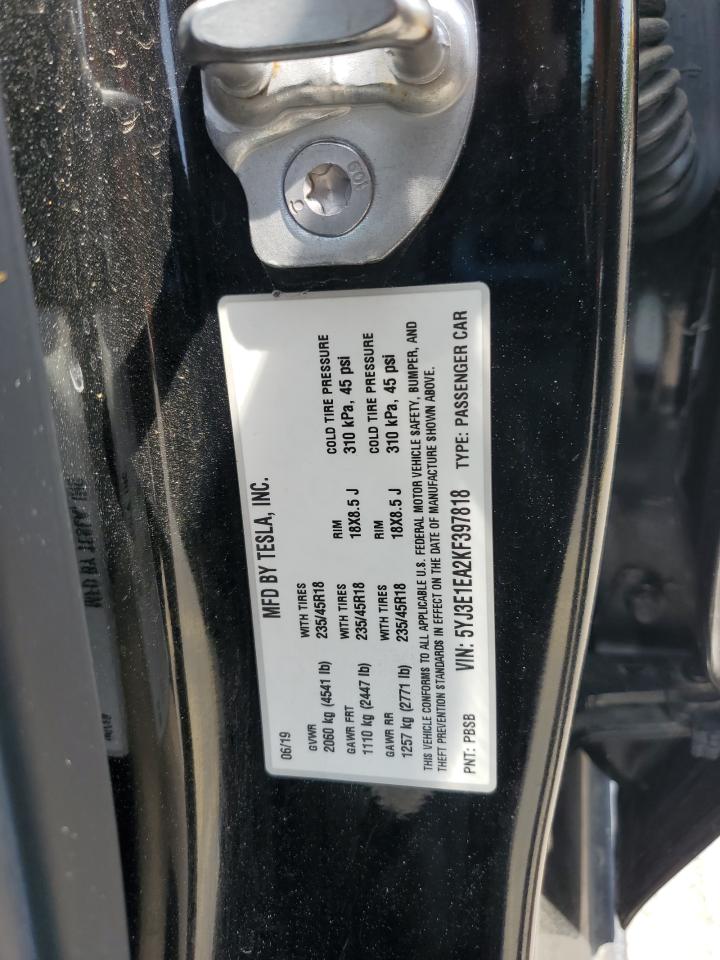 MFD BY TESLA, INC.
06/19
GVWR
2060 kg (4541 lb)
WITH TIRES
235/45R18
COLD TIRE PRESSURE
310 kPa, 45 psi
GAWR FRT
1110 kg (2447 lb)
WITH TIRES
235/45R18
RIM
18X8.5 J
COLD TIRE PRESSURE
310 kPa, 45 psi
GAWR RR
1257 kg (2771 lb)
WITH TIRES
235/45R18
RIM
18X8.5 J
THIS VEHICLE CONFORMS TO ALL APPLICABLE U.S. FEDERAL MOTOR VEHICLE SAFETY, BUMPER, AND
THEFT PREVENTION STANDARDS IN EFFECT ON THE DATE OF MANUFACTURE SHOWN ABOVE.
PNT: PBSB VIN: 5YJ3E1EA2KF397818 TYPE: PASSENGER CAR
109